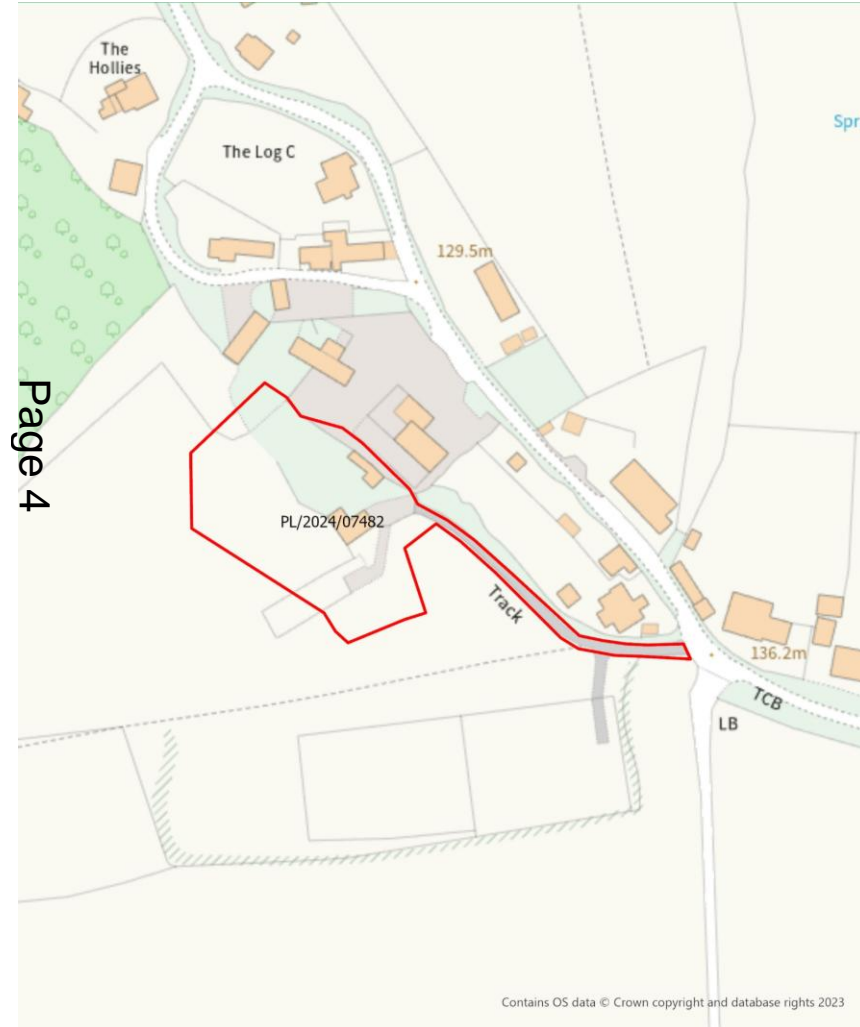 The
Hollies
The Log C
Spr
129.5m
Page 4
PL/2024/07482
Track
136.2m
TCB
LB
Contains OS data © Crown copyright and database rights 2023